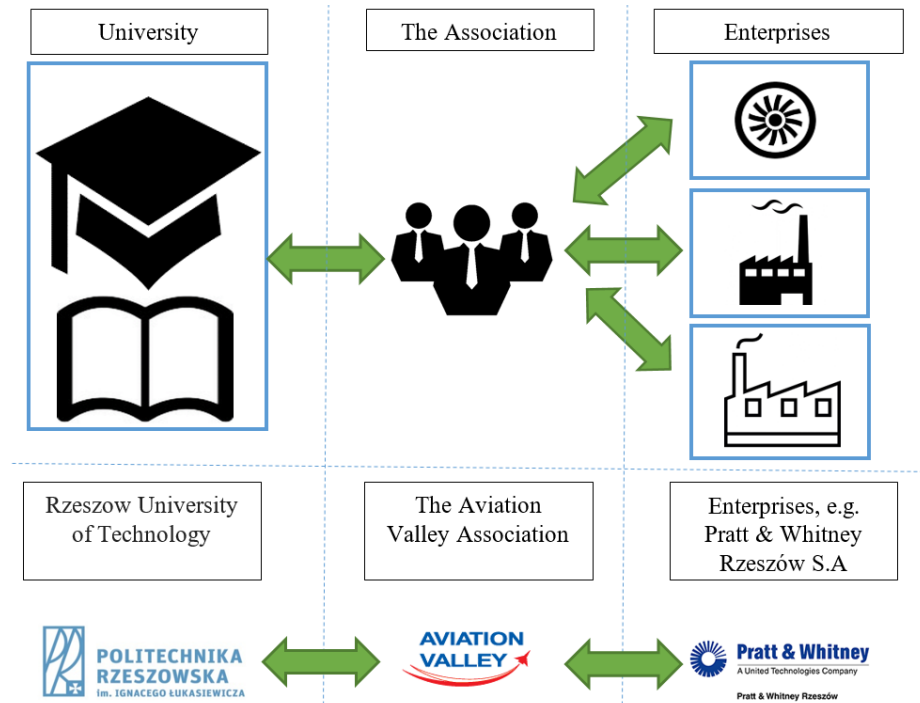 University
The Association
Enterprises
Rzeszow University
of Technology
The Aviation
Valley Association
Enterprises, e.g.
Pratt & Whitney
Rzeszów S.A
POLITECHNIKA
RZESZOWSKA
im. IGNACEGO ŁUKASIEWICZA
AVIATION
VALLEY
Pratt & Whitney
A United Technologies Company
Pratt & Whitney Rzeszów